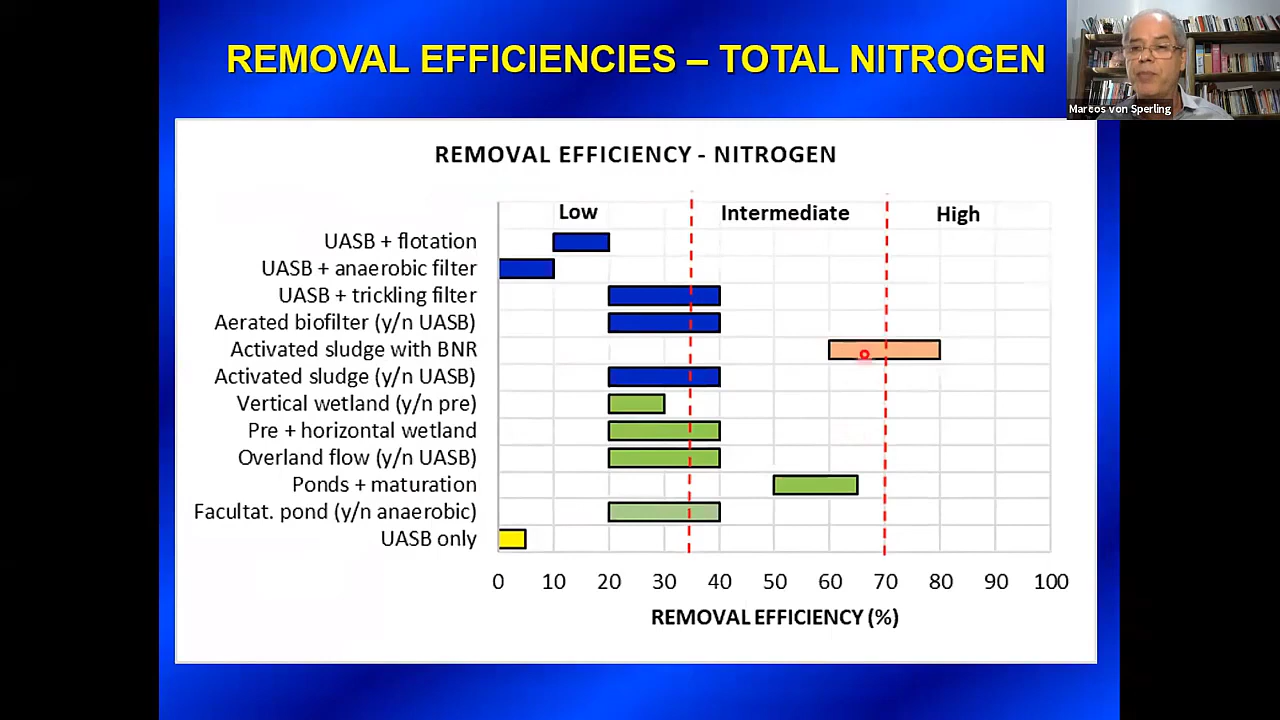 REMOVAL EFFICIENCIES – TOTAL NITROGEN
Marcos von Sperling
REMOVAL EFFICIENCY - NITROGEN
Low Intermediate High
UASB + flotation
UASB + anaerobic filter
UASB + trickling filter
Aerated biofilter (y/n UASB)
Activated sludge with BNR
Activated sludge (y/n UASB)
Vertical wetland (y/n pre)
Pre + horizontal wetland
Overland flow (y/n UASB)
Ponds + maturation
Facultat. pond (y/n anaerobic)
UASB only
0 10 20 30 40 50 60 70 80 90 100
REMOVAL EFFICIENCY (%)